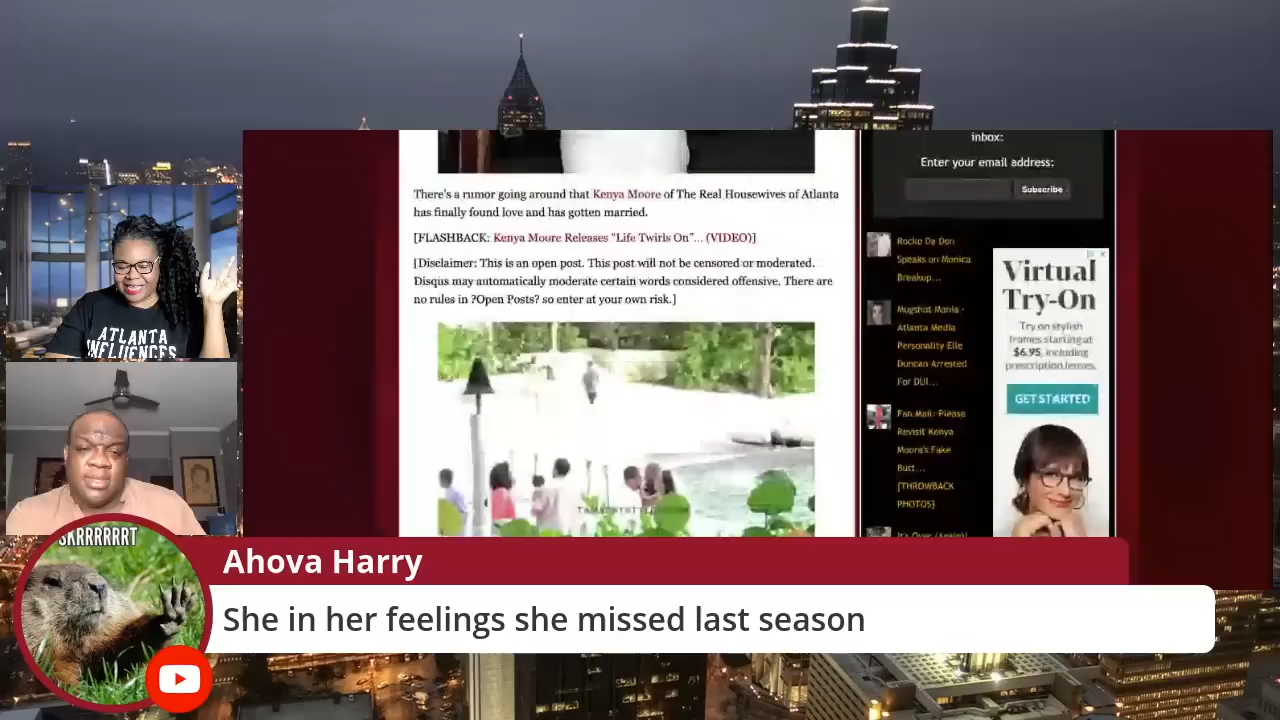 inbox:
Enter your email address:
Subscribe
There's a rumor going around that Kenya Moore of The Real Housewives of Atlanta
has finally found love and has gotten married.
[FLASHBACK: Kenya Moore Releases "Life Twirls On"... (VIDEO)]
[Disclaimer: This is an open post. This post will not be censored or moderated.
Disqus may automatically moderate certain words considered offensive. There are
no rules in ?Open Posts? so enter at your own risk.]
Rocko Da Don
Speaks on Monica
Breakup...
Mugshot Mania -
Atlanta Media
Personality Elle
Duncan Arrested
For DUI...
Fan Mail: Please
Revisit Kenya
Moore's Fake
Butt...
[THROWBACK
PHOTOS]
It's Over (Again)
Virtual
Try-On
Try on stylish
frames starting at
$6.95, including
prescription lenses.
GET STARTED
ATLANTA
INFLUENCES
SKRRRRRRT
Ahova Harry
She in her feelings she missed last season